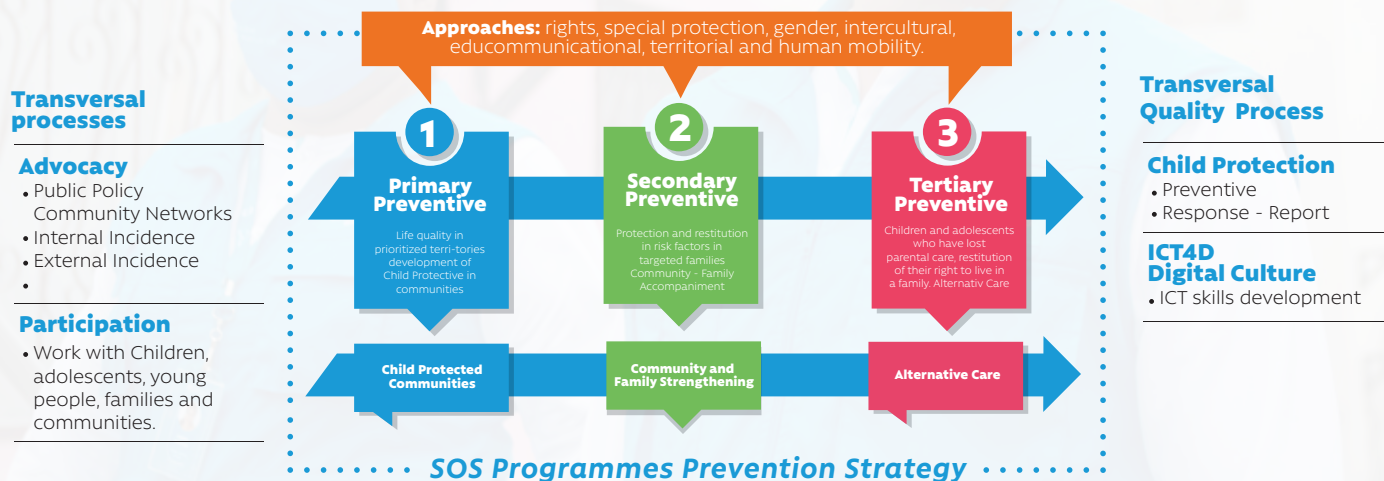 Approaches: rights, special protection, gender, intercultural,
educommunicational, territorial and human mobility.
Transversal
processes
Advocacy
• Public Policy
Community Networks
• Internal Incidence
• External Incidence
•
Participation
• Work with Children,
adolescents, young
people, families and
communities.
1
Primary
Preventive
Life quality in
prioritized terri-tories
development of
Child Protective in
communities
2
Secondary
Preventive
Protection and restitution
in risk factors in
targeted families
Community - Family
Accompaniment
3
Tertiary
Preventive
Children and adolescents
who have lost
parental care, restitution
of their right to live in
a family. Alternativ Care
Child Protected
Communities
Community and
Family Strengthening
Alternative Care
SOS Programmes Prevention Strategy
Transversal
Quality Process
Child Protection
• Preventive
• Response - Report
ICT4D
Digital Culture
• ICT skills development